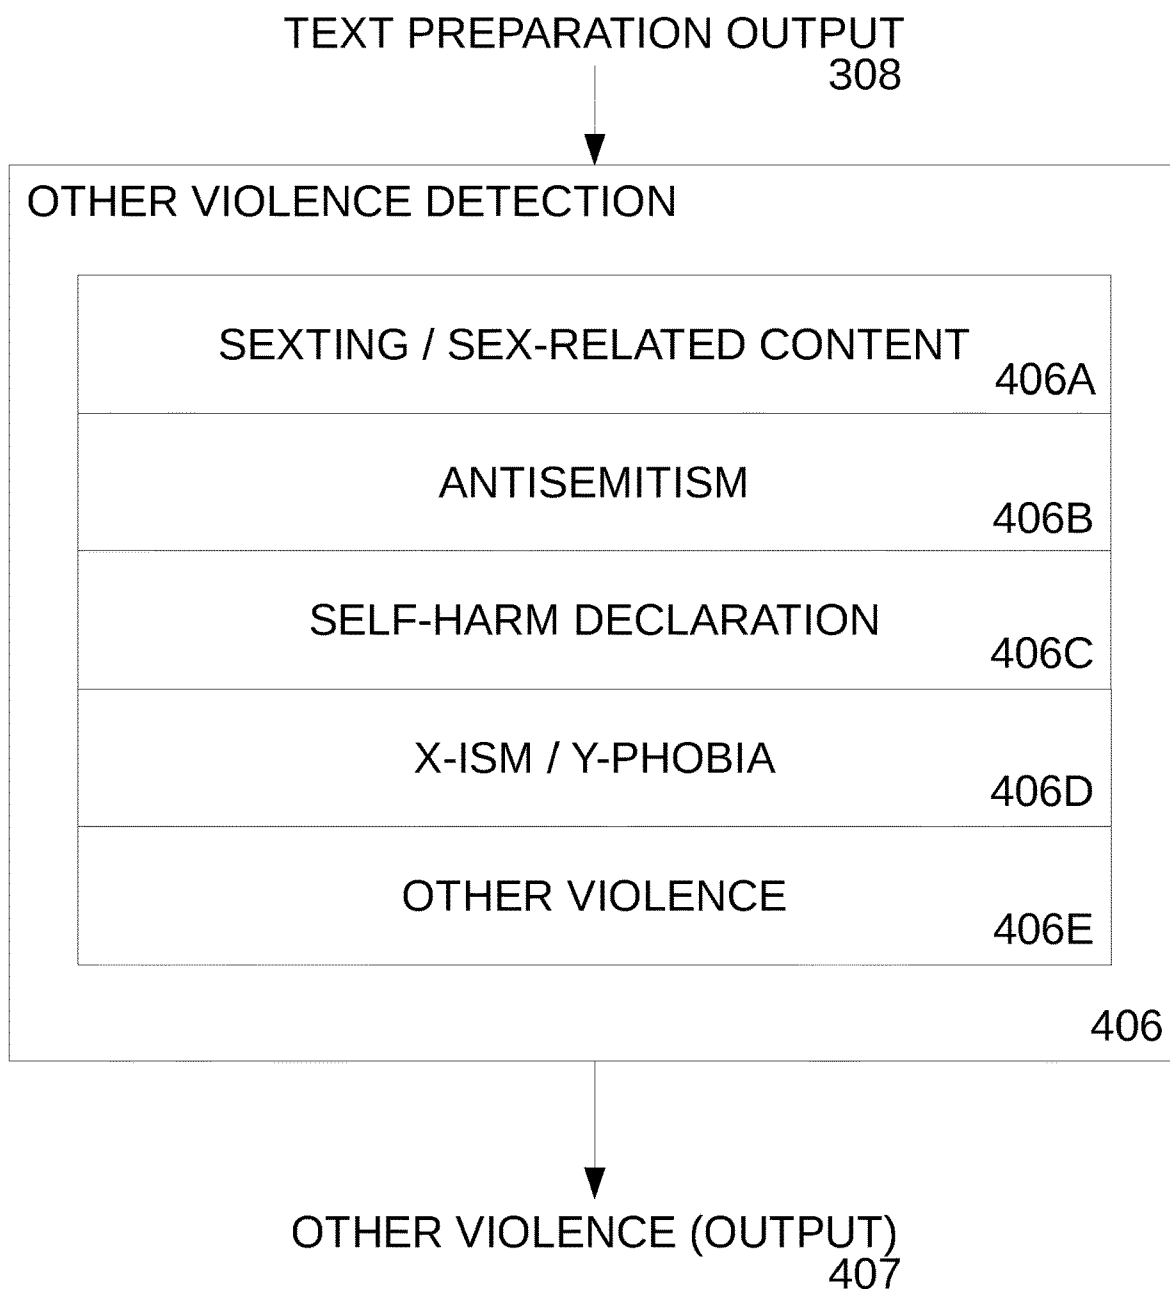 TEXT PREPARATION OUTPUT
308
OTHER VIOLENCE DETECTION
SEXTING / SEX-RELATED CONTENT
406A
ANTISEMITISM
406B
SELF-HARM DECLARATION
406C
X-ISM / Y-PHOBIA
406D
OTHER VIOLENCE
406E
406
OTHER VIOLENCE (OUTPUT)
407